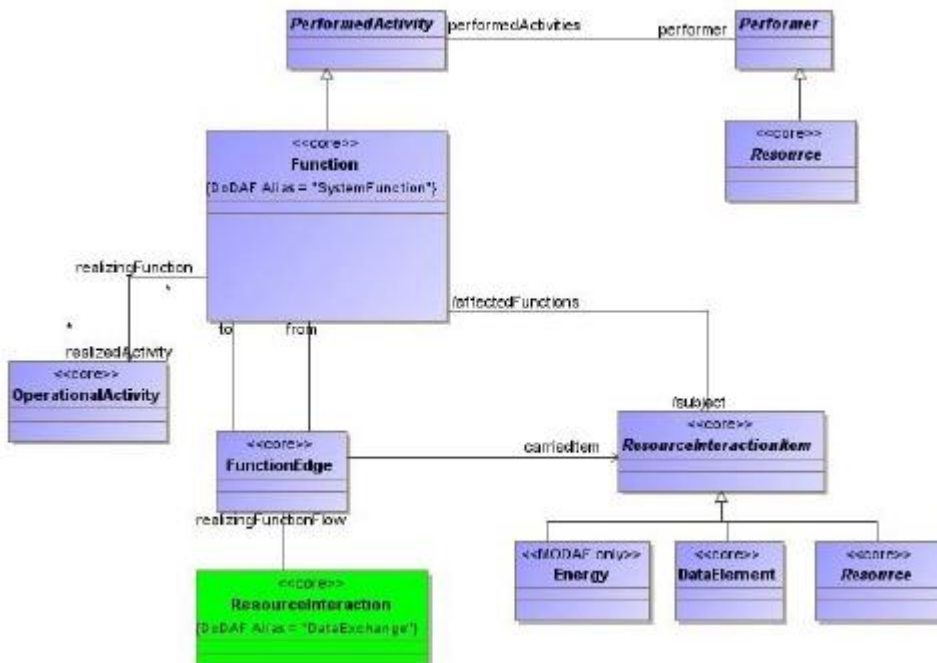 PerformedActivity
performedActivities
performer
Performer
<<core>>
Function
{DoDAF Alias = "SystemFunction"}
<<core>>
Resource
realizingFunction
*
*
realizedActivity
to
from
/affectedFunctions
<<core>>
OperationalActivity
/subject
<<core>>
FunctionEdge
carriedItem
<<core>>
ResourceInteractionItem
realizingFunctionFlow
<<core>>
ResourceInteraction
{DoDAF Alias = "DataExchange"}
<<MODAF only>>
Energy
<<core>>
DataElement
<<core>>
Resource